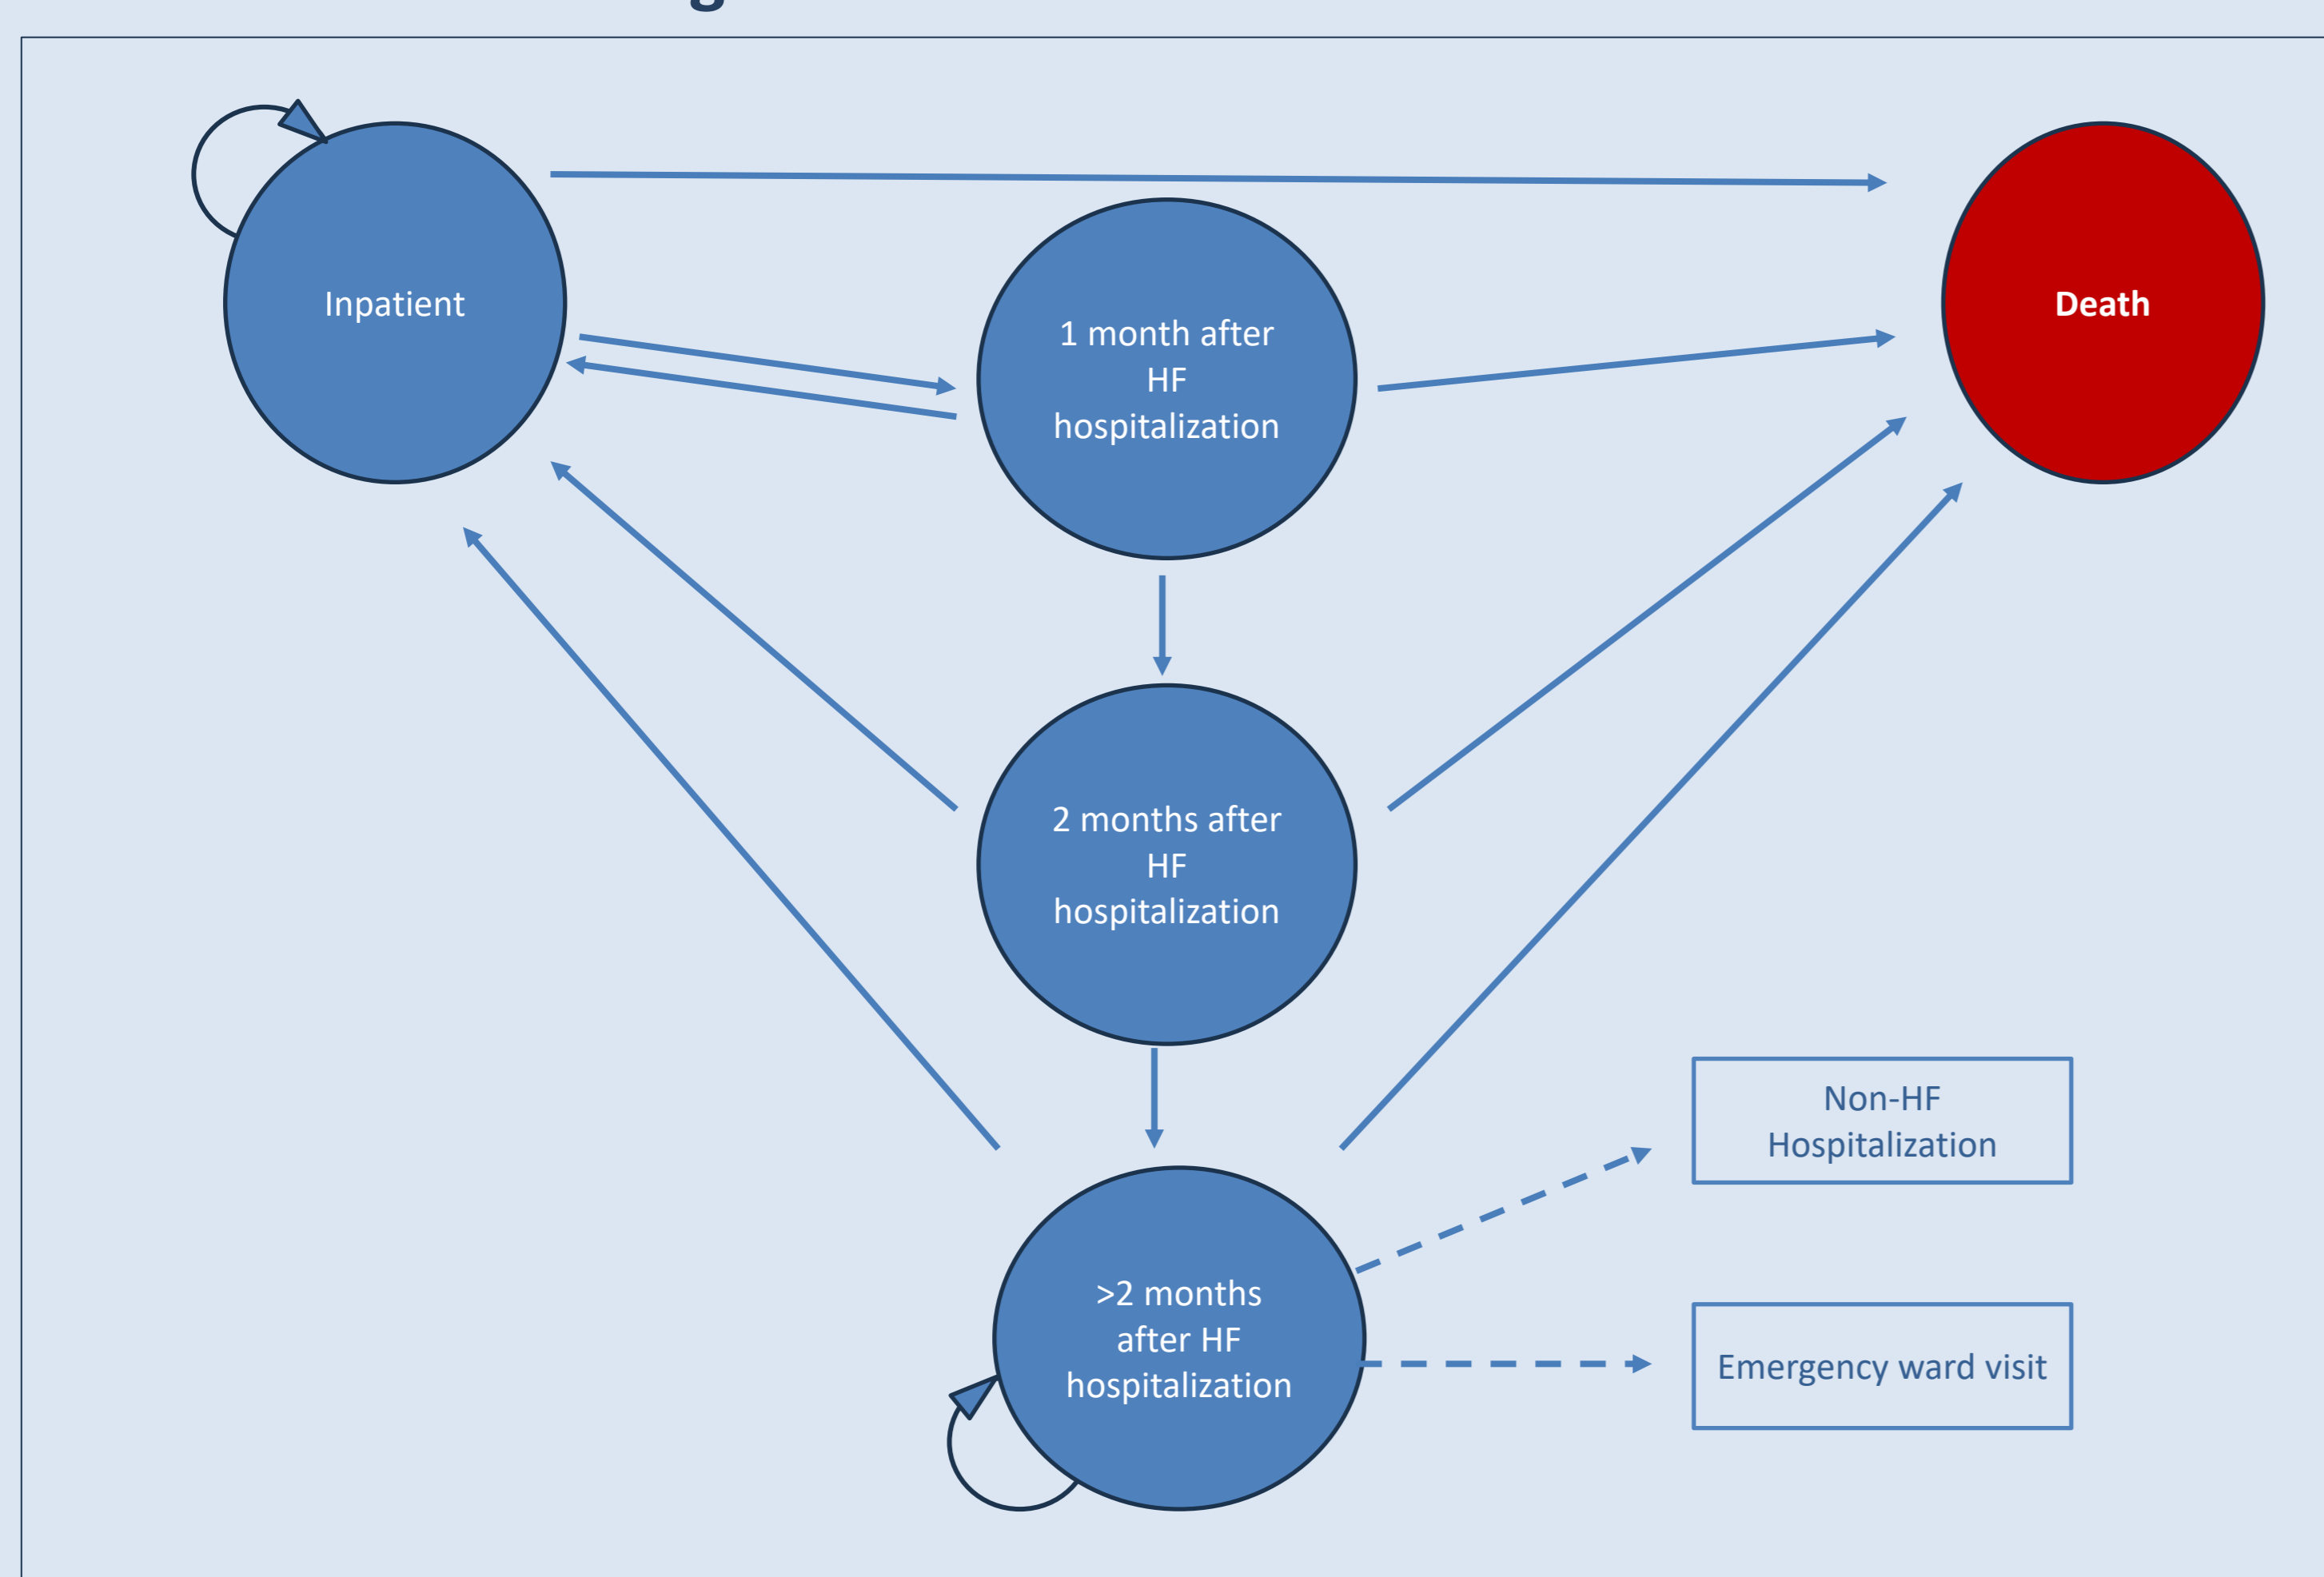 Inpatient
Death
1 month after
HF
hospitalization
2 months after
HF
hospitalization
Non-HF
Hospitalization
>2 months
after HF
hospitalization
Emergency ward visit